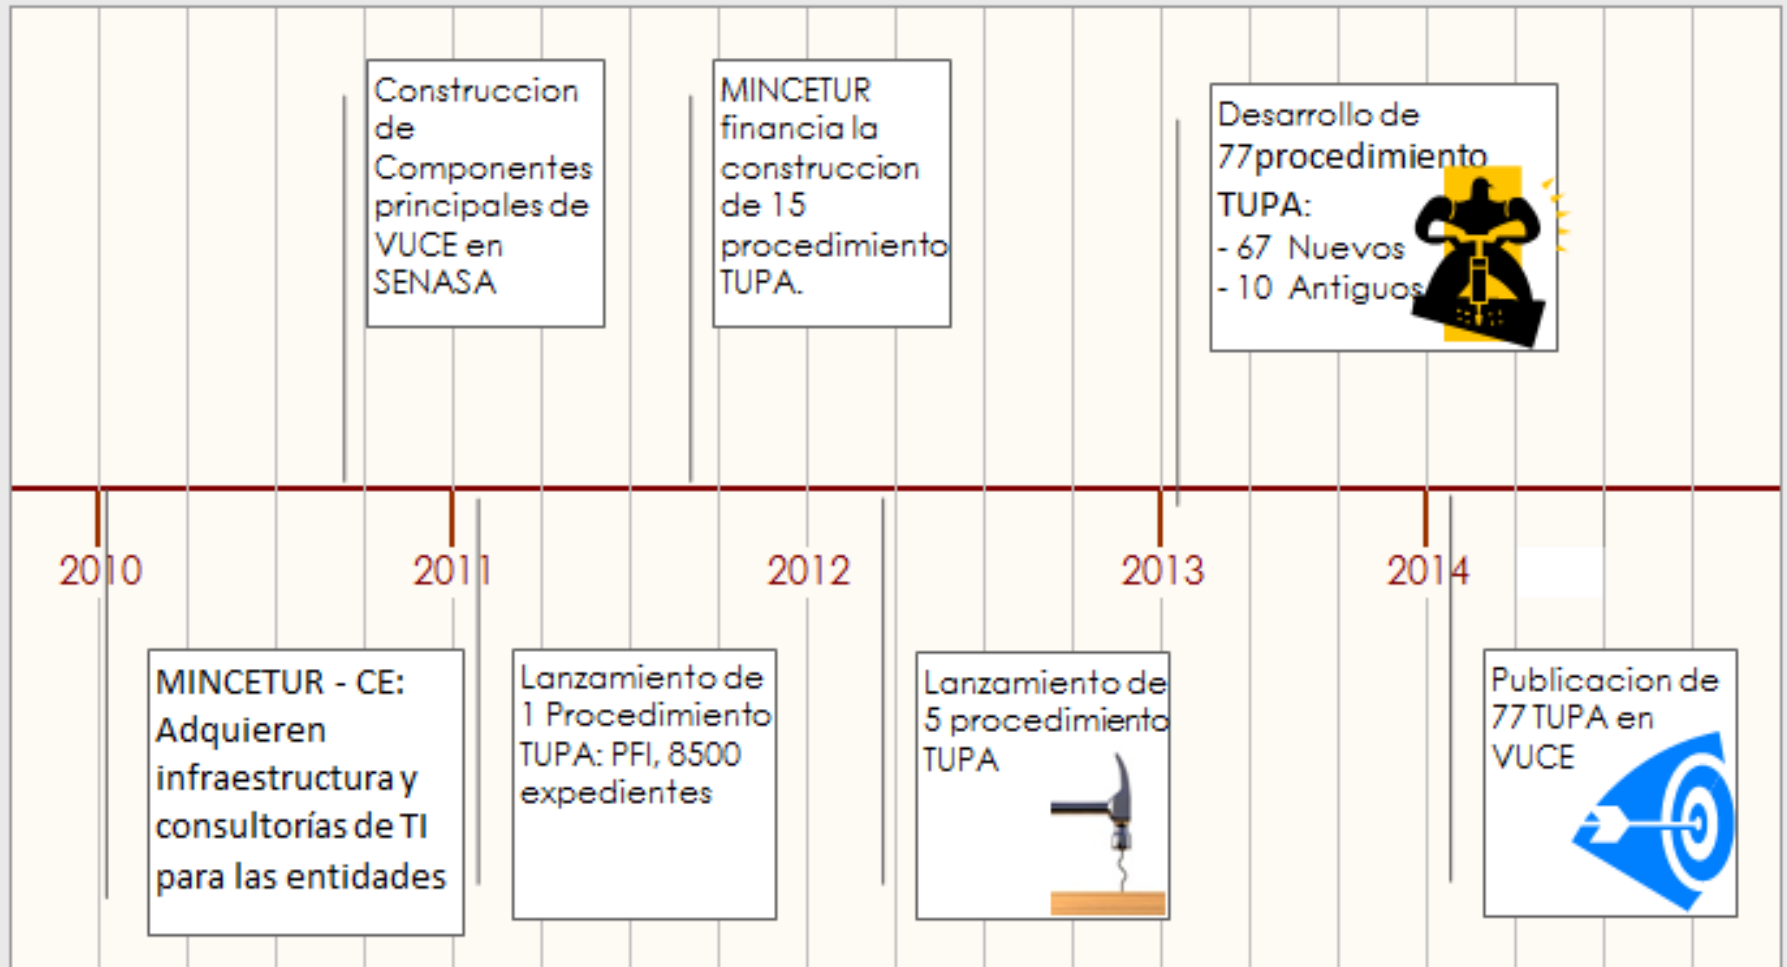 Construccion
de
Componentes
principales de
VUCE en
SENASA
MINCETUR
financia la
construccion
de 15
procedimiento
TUPA.
Desarrollo de
77procedimiento
TUPA:
- 67 Nuevos
- 10 Antiguos
2010
2011
2012
2013
2014
MINCETUR - CE:
Adquieren
infraestructura y
consultorías de TI
para las entidades
Lanzamiento de
1 Procedimiento
TUPA: PFI, 8500
expedientes
Lanzamiento de
5 procedimiento
TUPA
Publicacion de
77 TUPA en
VUCE